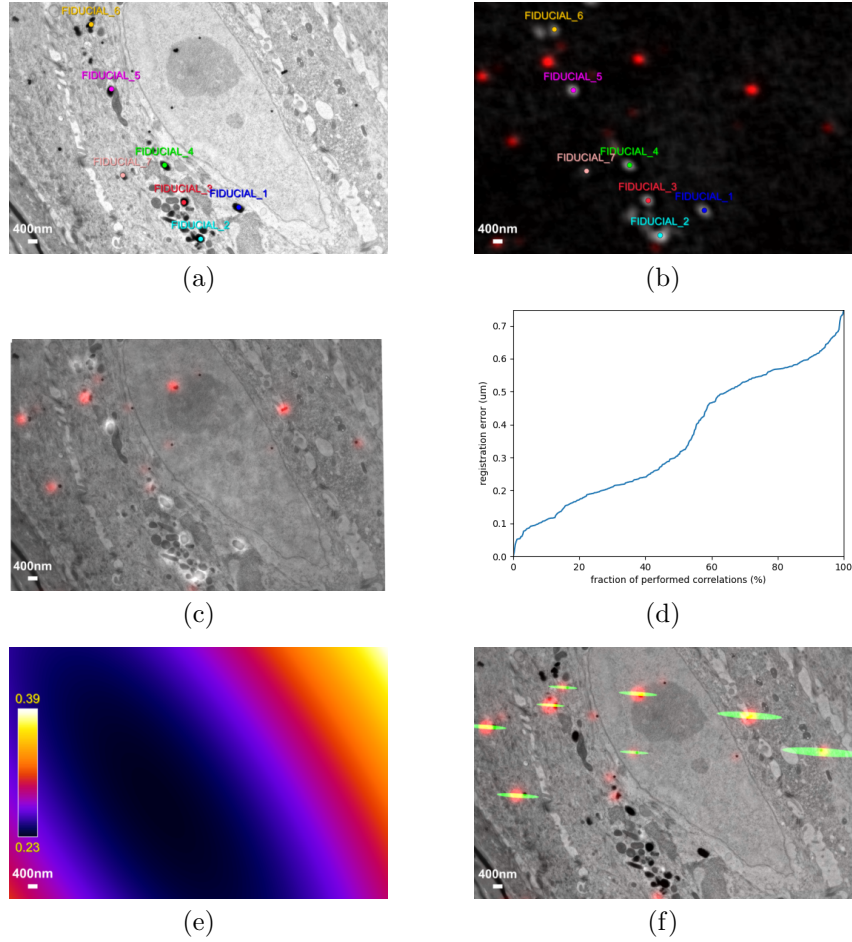 FIDUCIAL_6
FIDUCIAL_5
FIDUCIAL_4
FIDUCIAL_7
FIDUCIAL_3
FIDUCIAL_1
FIDUCIAL_2
400nm
(a)
FIDUCIAL_6
FIDUCIAL_5
FIDUCIAL_4
FIDUCIAL_7
FIDUCIAL_3
FIDUCIAL_1
FIDUCIAL_2
400nm
(b)
400nm
(c)
registration error (um)
0.7
0.6
0.5
0.4
0.3
0.2
0.1
0.0
0 20 40 60 80 100
fraction of performed correlations (%)
(d)
0.39
0.23
400nm
(e)
400nm
(f)